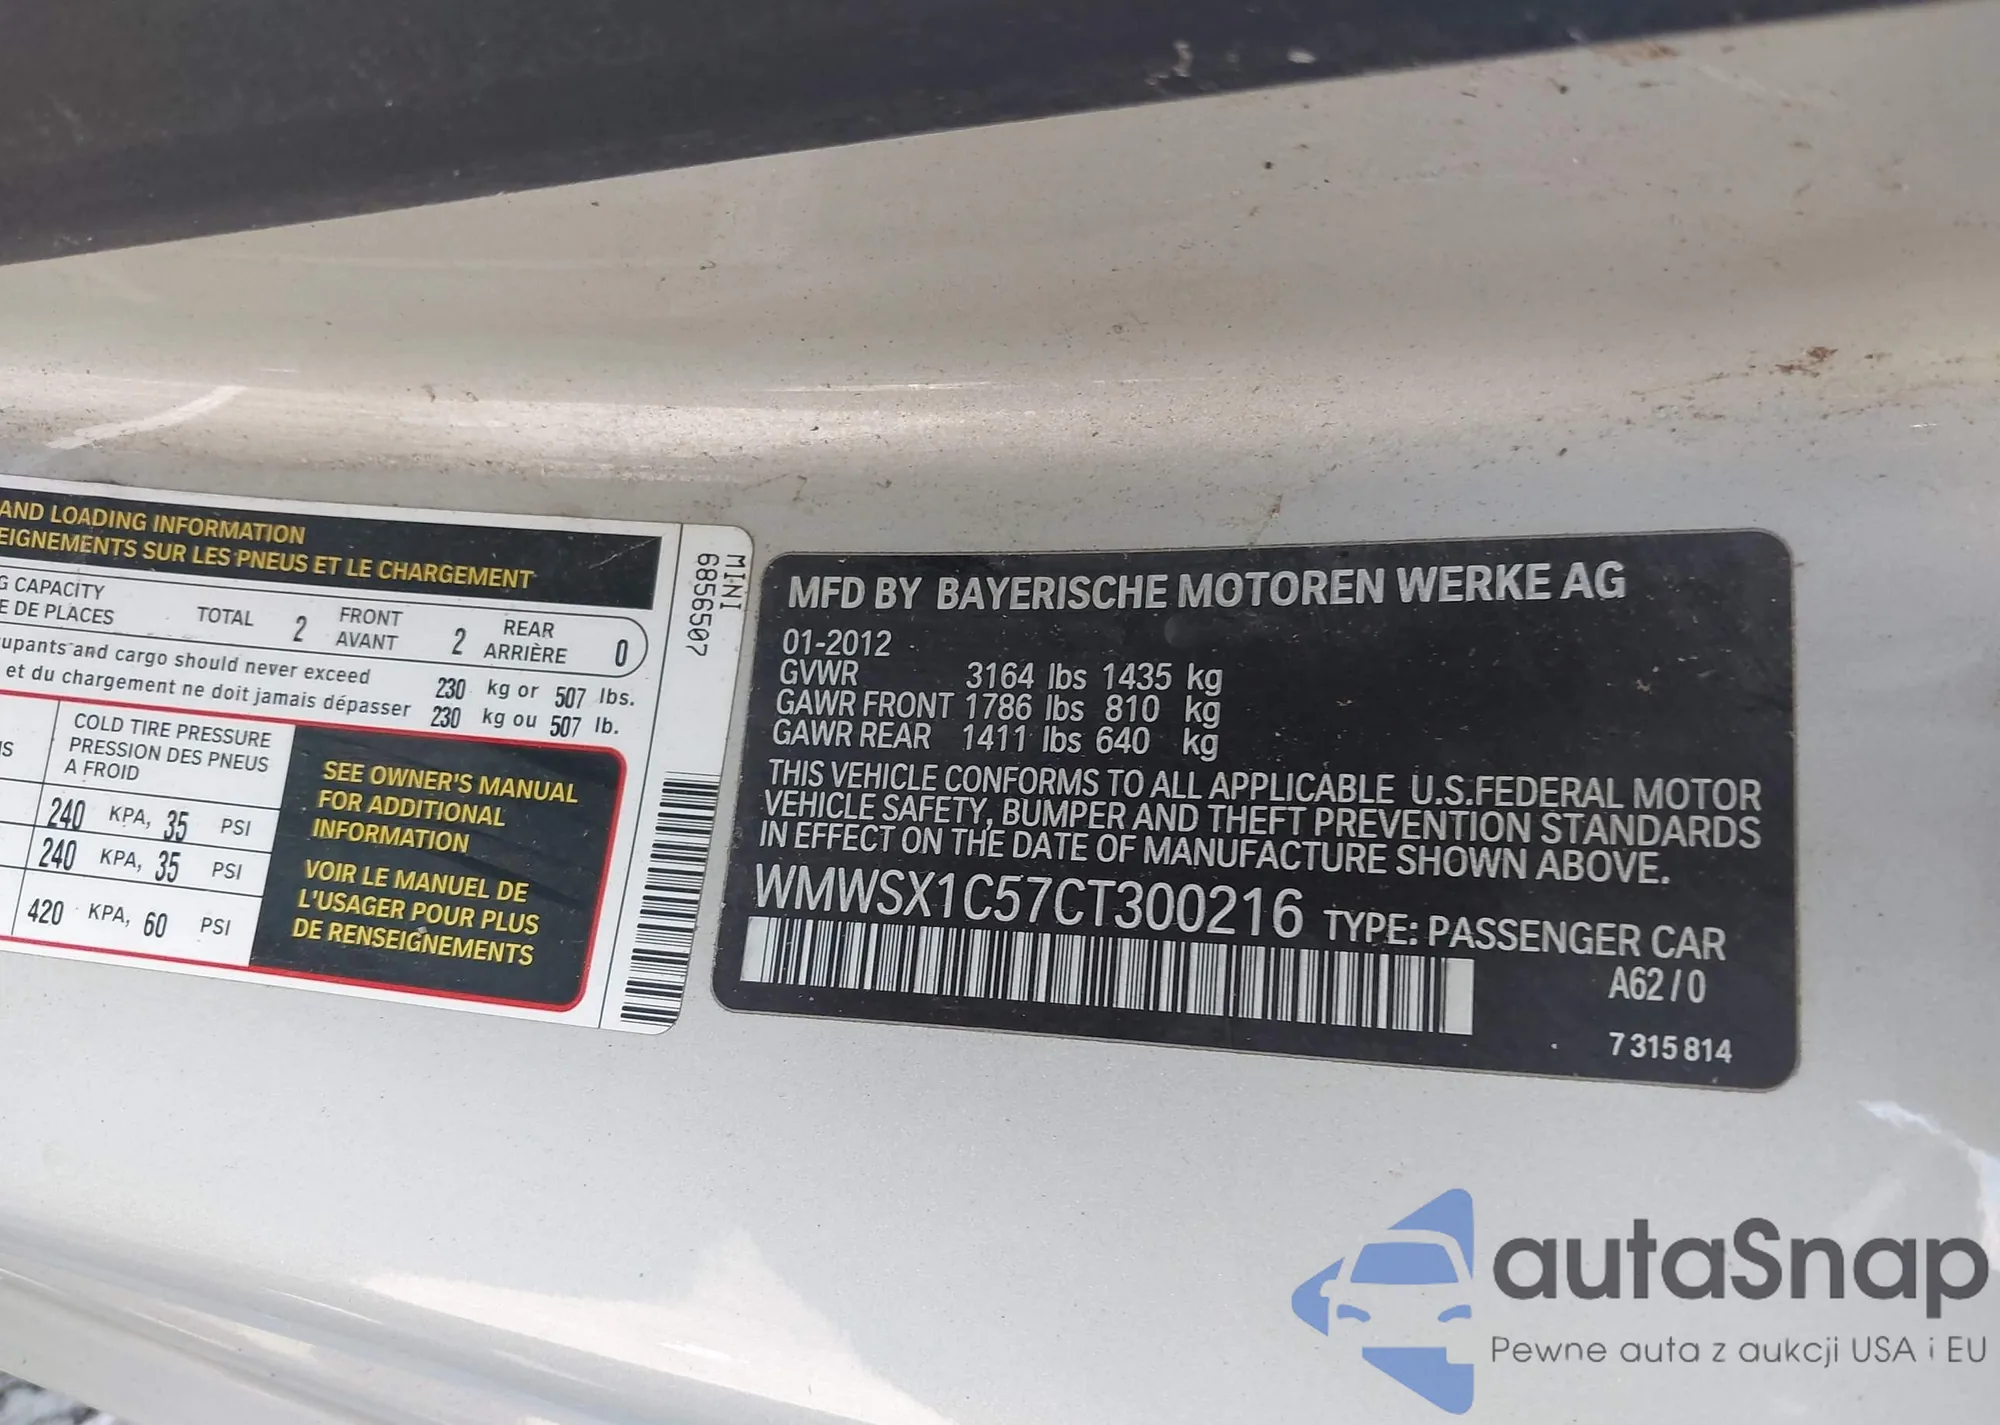 AND LOADING INFORMATION
EIGNEMENTS SUR LES PNEUS ET LE CHARGEMENT
G CAPACITY
E DE PLACES
TOTAL 2
FRONT
AVANT 2
REAR
ARRIÈRE 0
upants and cargo should never exceed 230 kg or 507 lbs.
et du chargement ne doit jamais dépasser 230 kg ou 507 lb.
COLD TIRE PRESSURE
PRESSION DES PNEUS
A FROID
240 KPA, 35 PSI
240 KPA, 35 PSI
420 KPA, 60 PSI
SEE OWNER'S MANUAL
FOR ADDITIONAL
INFORMATION
VOIR LE MANUEL DE
L'USAGER POUR PLUS
DE RENSEIGNEMENTS
MINI
6856507
MFD BY BAYERISCHE MOTOREN WERKE AG
01-2012
GVWR 3164 lbs 1435 kg
GAWR FRONT 1786 lbs 810 kg
GAWR REAR 1411 lbs 640 kg
THIS VEHICLE CONFORMS TO ALL APPLICABLE U.S.FEDERAL MOTOR
VEHICLE SAFETY, BUMPER AND THEFT PREVENTION STANDARDS
IN EFFECT ON THE DATE OF MANUFACTURE SHOWN ABOVE.
WMWSX1C57CT300216 TYPE: PASSENGER CAR
A62/0
7 315 814
autaSnap
Pewne auta z aukcji USA i EU